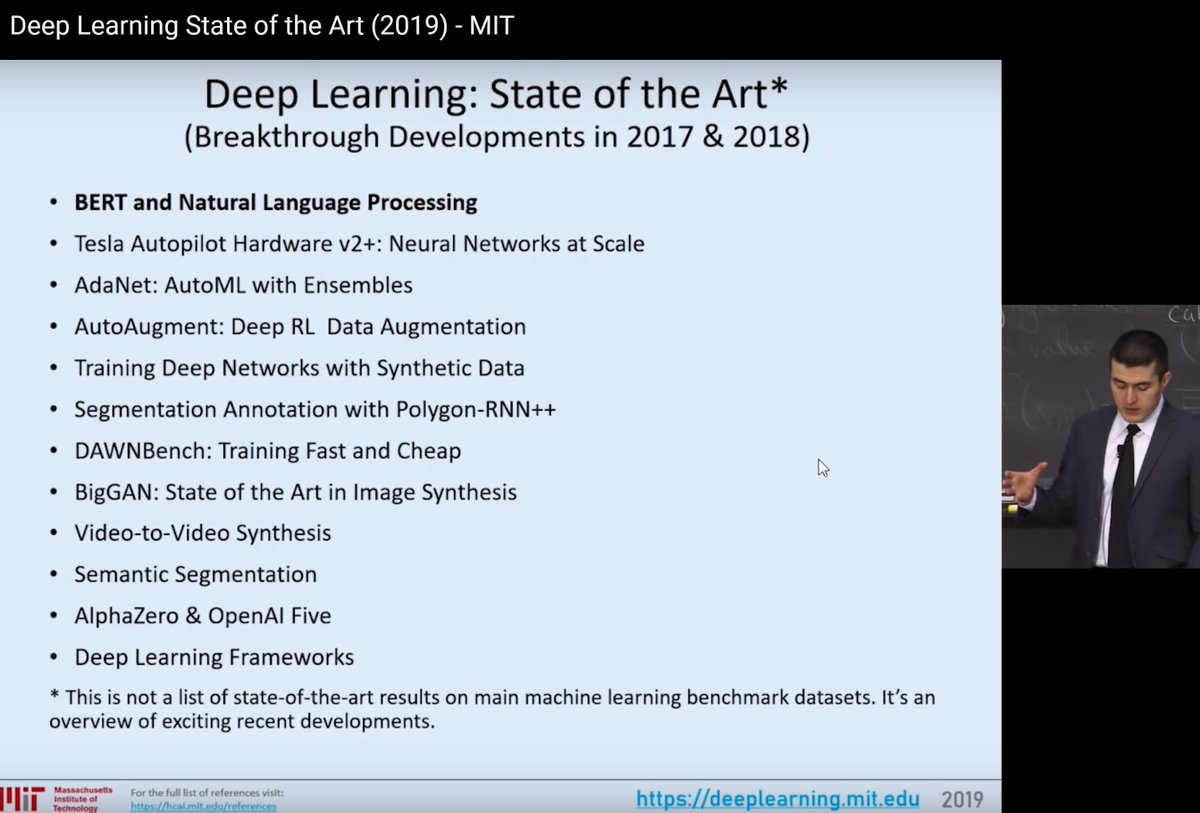 Deep Learning State of the Art (2019) - MIT
Deep Learning: State of the Art*
(Breakthrough Developments in 2017 & 2018)
• BERT and Natural Language Processing
• Tesla Autopilot Hardware v2+: Neural Networks at Scale
• AdaNet: AutoML with Ensembles
• AutoAugment: Deep RL  Data Augmentation
• Training Deep Networks with Synthetic Data
• Segmentation Annotation with Polygon-RNN++
• DAWNBench: Training Fast and Cheap
• BigGAN: State of the Art in Image Synthesis
• Video-to-Video Synthesis
• Semantic Segmentation
• AlphaZero & OpenAI Five
• Deep Learning Frameworks
* This is not a list of state-of-the-art results on main machine learning benchmark datasets. It’s an
overview of exciting recent developments.
MIT
Massachusetts
Institute of
Technology
For the full list of references visit:
https://hcai.mit.edu/references
https://deeplearning.mit.edu
2019
value